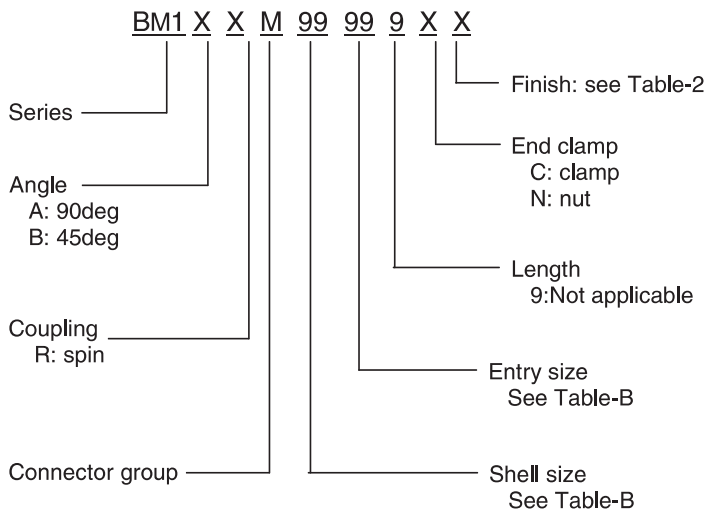 BM1 X X M 99 99 9 X X
Finish: see Table-2
Series
End clamp
C: clamp
N: nut
Angle
A: 90deg
B: 45deg
Length
9:Not applicable
Coupling
R: spin
Entry size
See Table-B
Connector group
Shell size
See Table-B